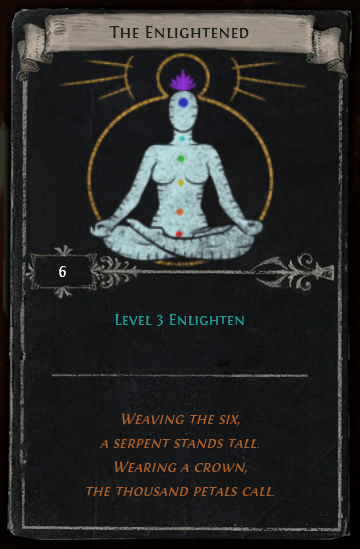 The Enlightened
6
Level 3 Enlighten
Weaving the six,
a serpent stands tall.
Wearing a crown,
the thousand petals call.